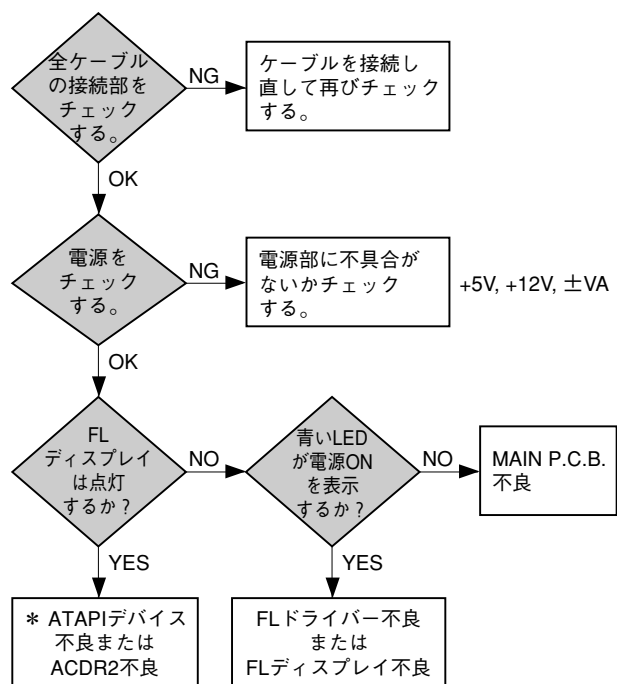 全ケーブル
の接続部を
チェック
する。
NG
ケーブルを接続し
直して再びチェック
する。
OK
電源を
チェック
する。
NG
電源部に不具合が
ないかチェック
する。
+5V, +12V, ±VA
OK
FL
ディスプレイ
は点灯
するか？
NO
青いLED
が電源ON
を表示
するか？
NO
MAIN P.C.B.
不良
YES
YES
＊ ATAPIデバイス
不良または
ACDR2不良
FLドライバー不良
または
FLディスプレイ不良